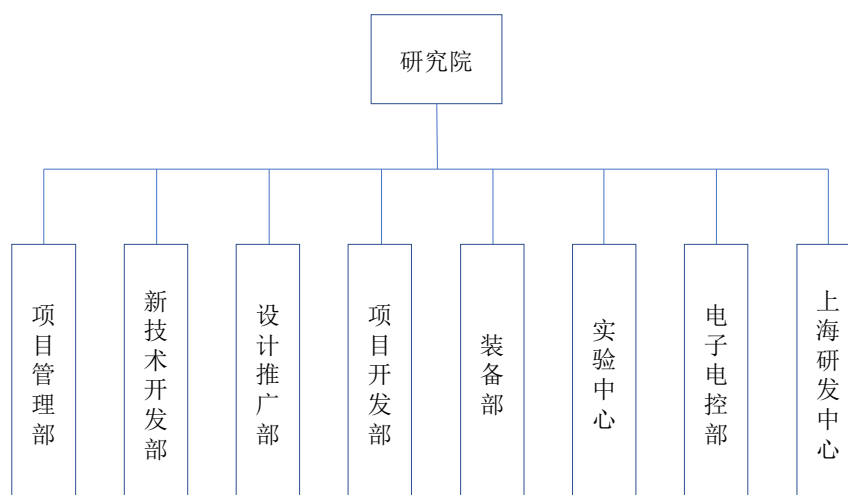 研究院
项目管理部
新技术开发部
设计推广部
项目开发部
装备部
实验中心
电子电控部
上海研发中心